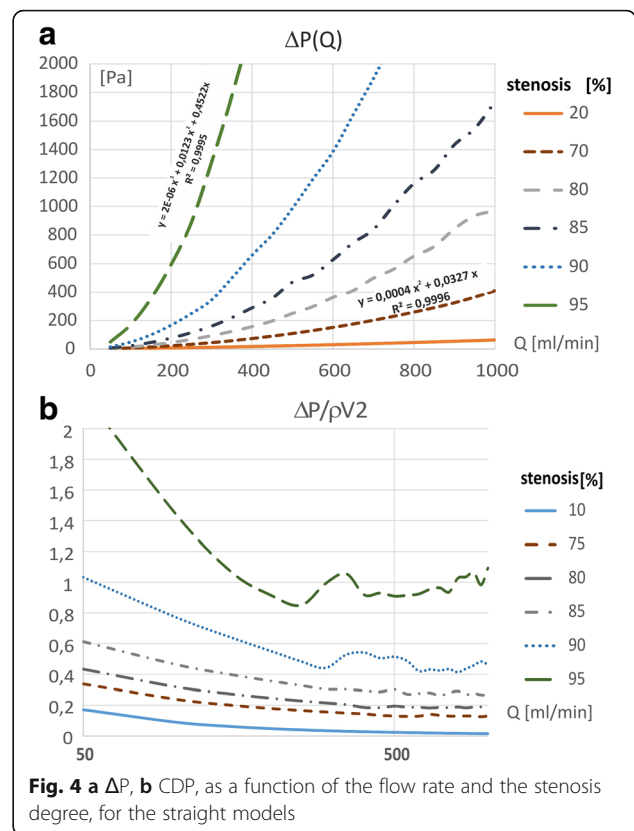 a
ΔP(Q)
2000
1800
1600
1400
1200
1000
800
600
400
200
0
[Pa]
y = 2E-06 x³ + 0,0123 x² + 0,4522x
R² = 0,9995
y = 0,0004 x² + 0,0327 x
R² = 0,9996
0 200 400 600 800 1000
stenosis [%]
20
70
80
85
90
95
Q [ml/min]
b
ΔP/ρV2
2
1,8
1,6
1,4
1,2
1
0,8
0,6
0,4
0,2
0
50 500
stenosis[%]
10
75
80
85
90
95
Q [ml/min]
Fig. 4 a ΔP, b CDP, as a function of the flow rate and the stenosis
degree, for the straight models